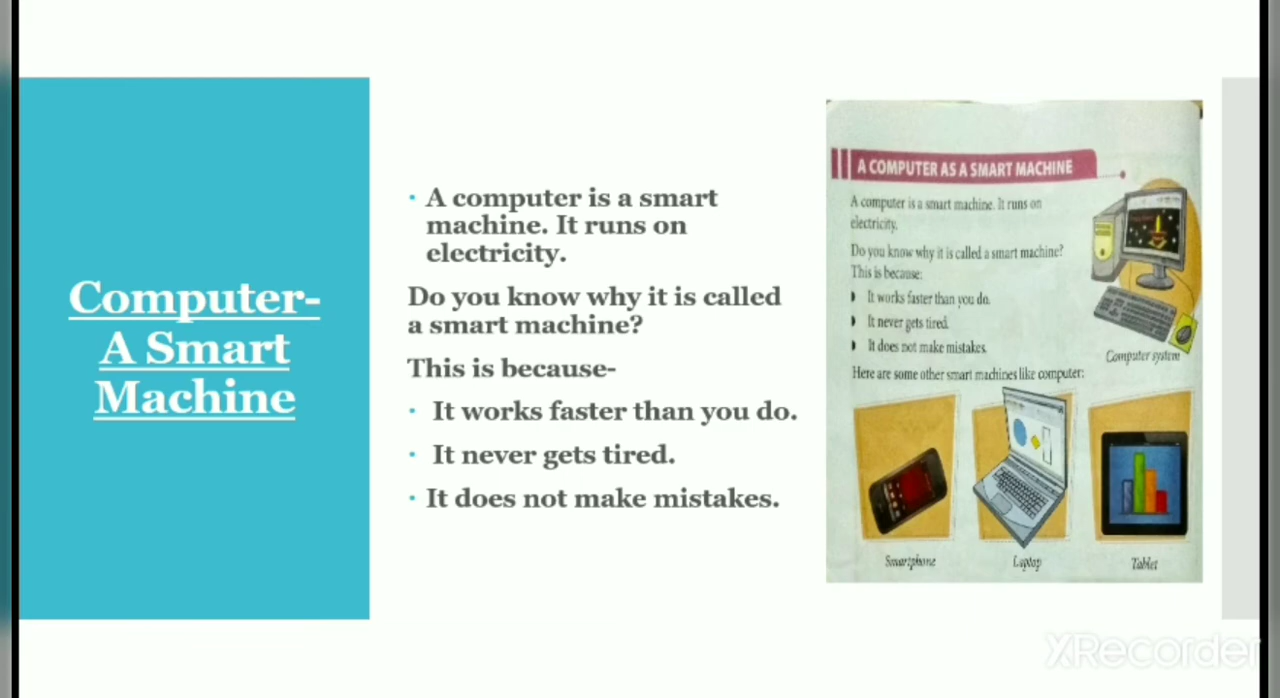 Computer-
A Smart
Machine
• A computer is a smart
machine. It runs on
electricity.
Do you know why it is called
a smart machine?
This is because-
• It works faster than you do.
• It never gets tired.
• It does not make mistakes.
A COMPUTER AS A SMART MACHINE
A computer is a smart machine. It runs on
electricity.
Do you know why it is called a smart machine?
This is because:
It works faster than you do.
It never gets tired.
It does not make mistakes.
Computer system
Here are some other smart machines like computer:
Smartphone
Laptop
Tablet
XRecorder